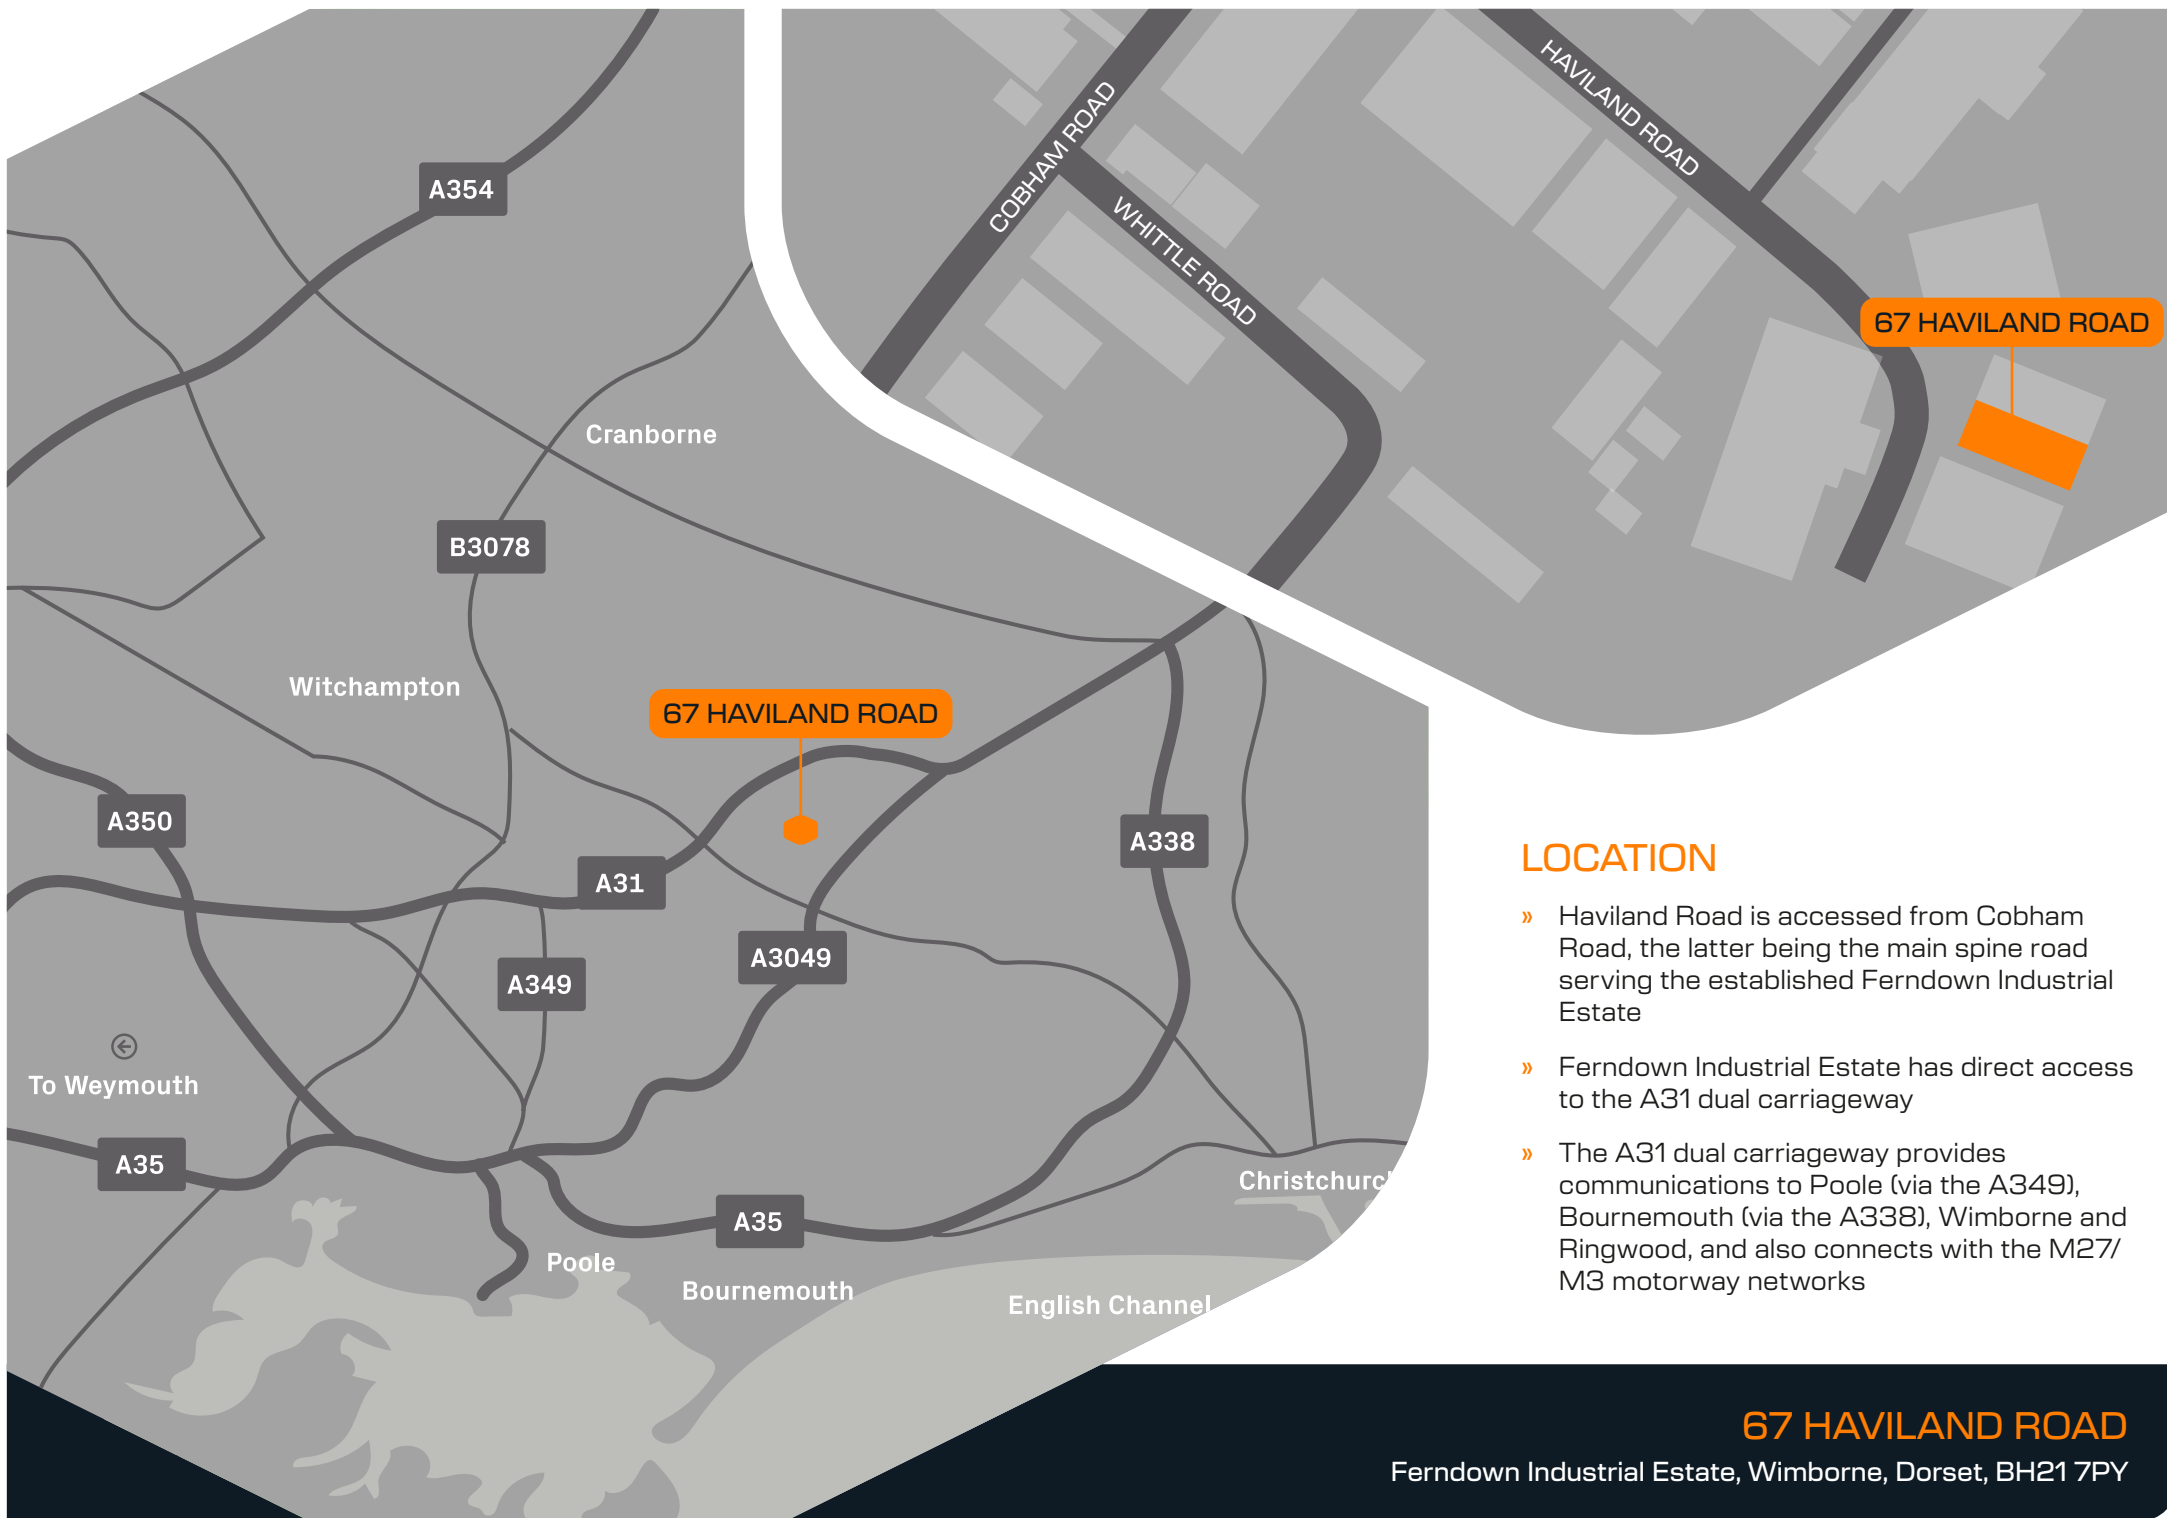 COBHAM ROAD
WHITTLE ROAD
HAVILAND ROAD
67 HAVILAND ROAD
A354
Cranborne
B3078
Witchampton
67 HAVILAND ROAD
A350
A31
A338
A3049
A349
To Weymouth
A35
Christchurc
A35
Poole
Bournemouth
English Channel
LOCATION
» Haviland Road is accessed from Cobham
Road, the latter being the main spine road
serving the established Ferndown Industrial
Estate
» Ferndown Industrial Estate has direct access
to the A31 dual carriageway
» The A31 dual carriageway provides
communications to Poole (via the A349),
Bournemouth (via the A338), Wimborne and
Ringwood, and also connects with the M27/
M3 motorway networks
67 HAVILAND ROAD
Ferndown Industrial Estate, Wimborne, Dorset, BH21 7PY